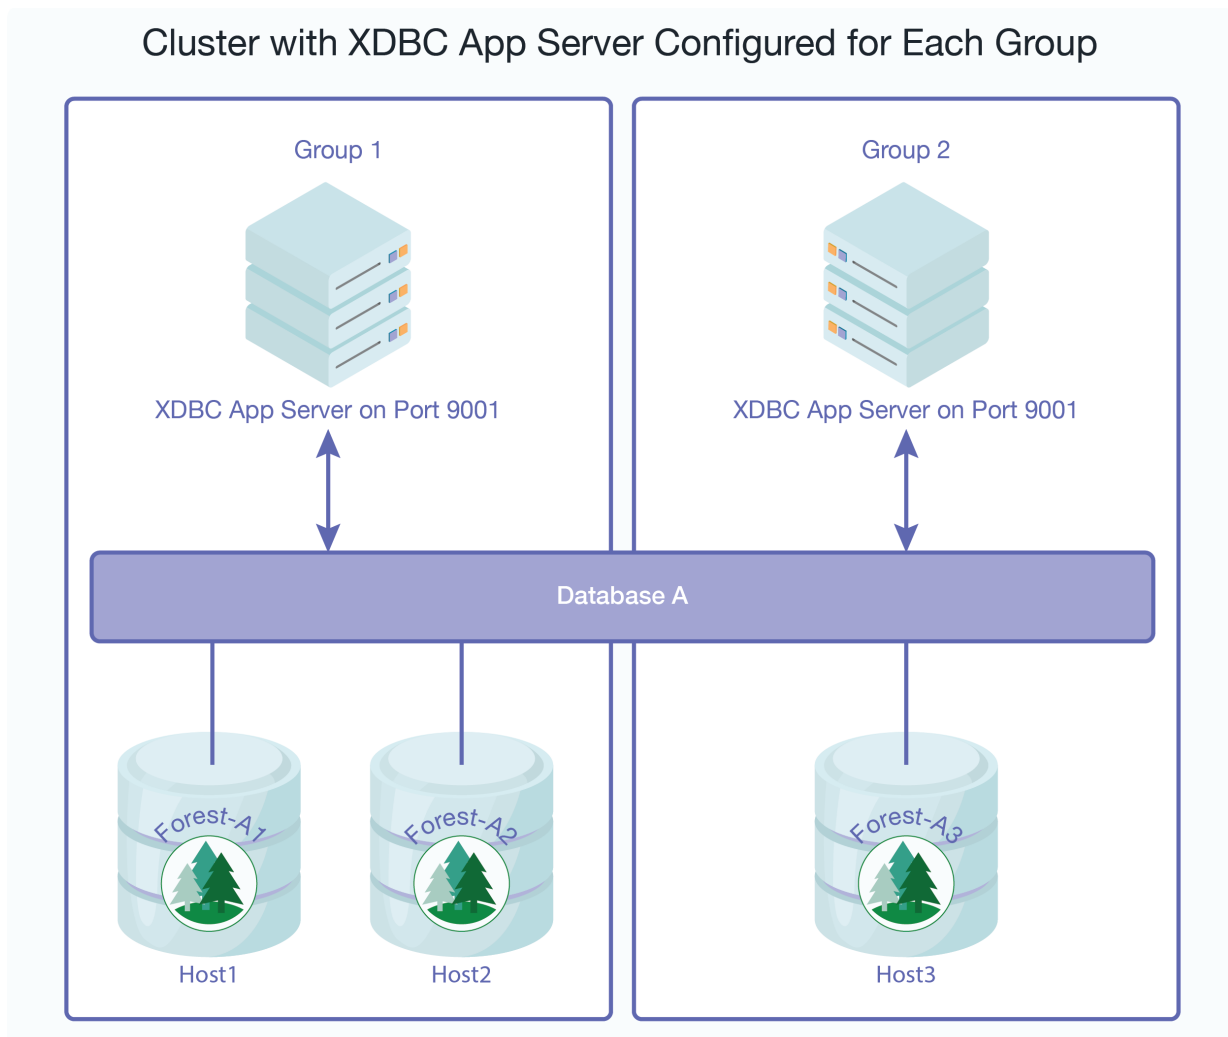 Cluster with XDBC App Server Configured for Each Group
Group 1
Group 2
XDBC App Server on Port 9001
XDBC App Server on Port 9001
Database A
Forest-A1
Forest-A2
Forest-A3
Host1
Host2
Host3